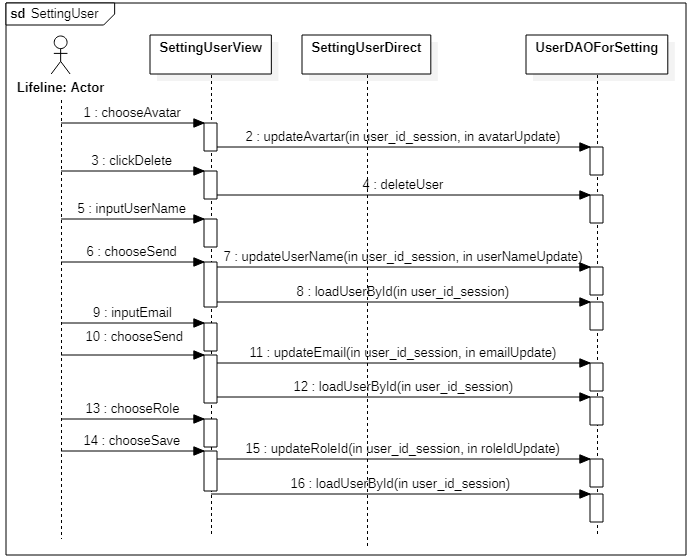 sd SettingUser
SettingUserView
SettingUserDirect
UserDAOForSetting
Lifeline: Actor
1 : chooseAvatar
2 : updateAvartar(in user_id_session, in avatarUpdate)
3 : clickDelete
4 : deleteUser
5 : inputUserName
6 : chooseSend
7 : updateUserName(in user_id_session, in userNameUpdate)
8 : loadUserById(in user_id_session)
9 : inputEmail
10 : chooseSend
11 : updateEmail(in user_id_session, in emailUpdate)
12 : loadUserById(in user_id_session)
13 : chooseRole
14 : chooseSave
15 : updateRoleId(in user_id_session, in roleIdUpdate)
16 : loadUserById(in user_id_session)